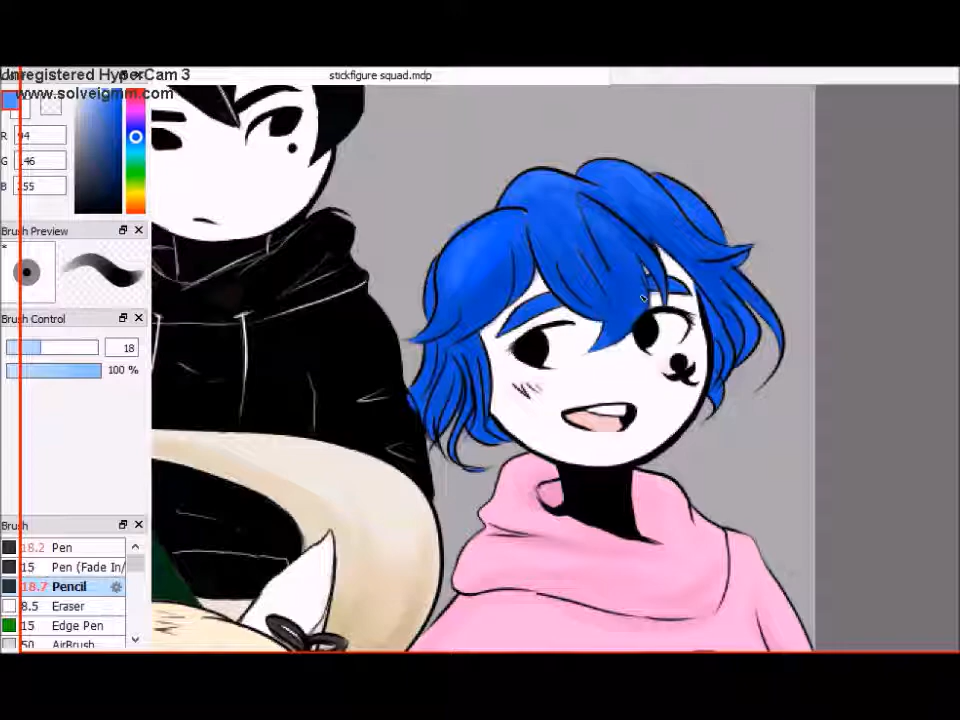 Unregistered HyperCam 3
stickfigure squad.mdp
www.solveigmm.com
R 94
G 146
B 255
Brush Preview
*
Brush Control
18
100 %
Brush
18.2 Pen
15 Pen (Fade In/
18.7 Pencil
8.5 Eraser
15 Edge Pen
50 AirBrush